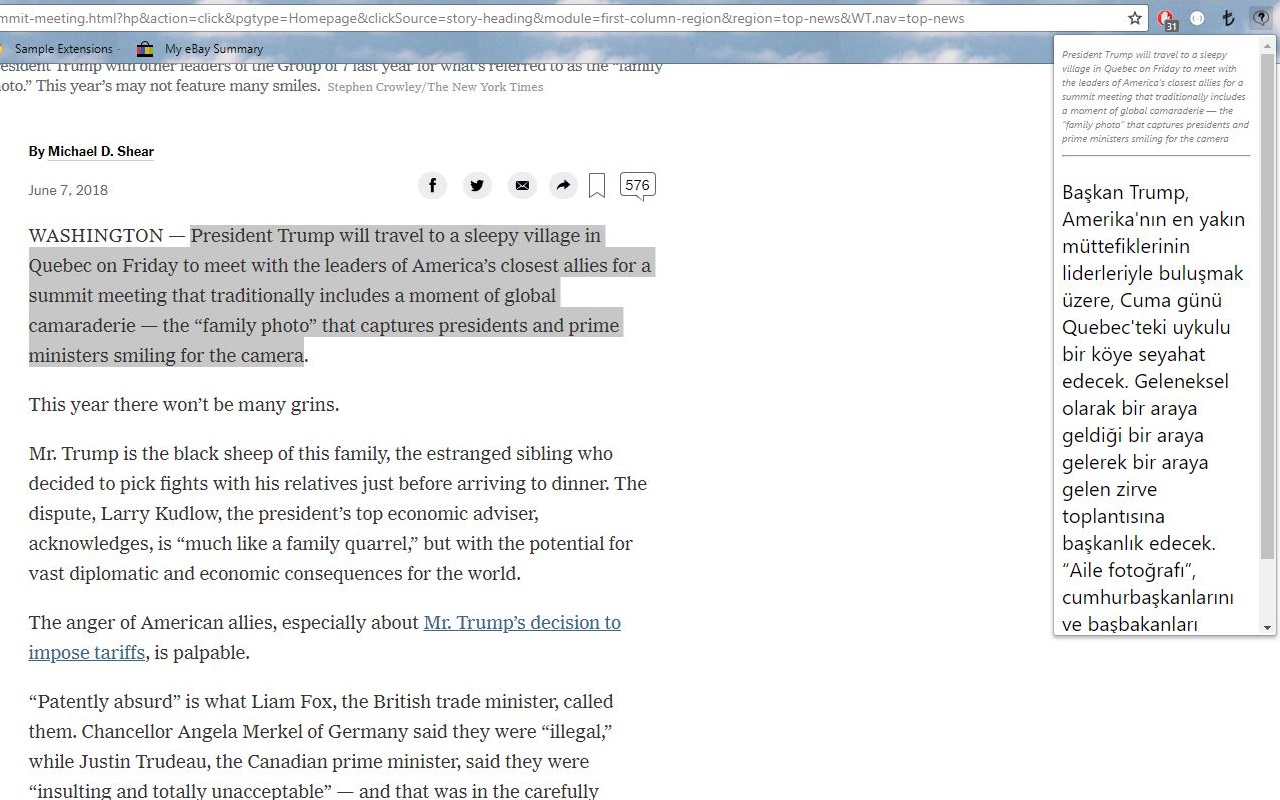 mmit-meeting.html?hp&action=click&pgtype=Homepage&clickSource=story-heading&module=first-column-region&region=top-news&WT.nav=top-news
31
Sample Extensions
My eBay Summary
esident Trump with other leaders of the Group of 7 last year for what's referred to as the “family
oto.” This year's may not feature many smiles. Stephen Crowley/The New York Times
By Michael D. Shear
June 7, 2018
576
WASHINGTON — President Trump will travel to a sleepy village in
Quebec on Friday to meet with the leaders of America’s closest allies for a
summit meeting that traditionally includes a moment of global
camaraderie — the “family photo” that captures presidents and prime
ministers smiling for the camera.
This year there won’t be many grins.
Mr. Trump is the black sheep of this family, the estranged sibling who
decided to pick fights with his relatives just before arriving to dinner. The
dispute, Larry Kudlow, the president’s top economic adviser,
acknowledges, is “much like a family quarrel,” but with the potential for
vast diplomatic and economic consequences for the world.
The anger of American allies, especially about Mr. Trump’s decision to
impose tariffs, is palpable.
“Patently absurd” is what Liam Fox, the British trade minister, called
them. Chancellor Angela Merkel of Germany said they were “illegal,”
while Justin Trudeau, the Canadian prime minister, said they were
“insulting and totally unacceptable” — and that was in the carefully
President Trump will travel to a sleepy
village in Quebec on Friday to meet with
the leaders of America's closest allies for a
summit meeting that traditionally includes
a moment of global camaraderie — the
"family photo" that captures presidents and
prime ministers smiling for the camera
Başkan Trump,
Amerika'nın en yakın
müttefiklerinin
liderleriyle buluşmak
üzere, Cuma günü
Quebec'teki uykulu
bir köye seyahat
edecek. Geleneksel
olarak bir araya
geldiği bir araya
gelerek bir araya
gelen zirve
toplantısına
başkanlık edecek.
“Aile fotoğrafı”,
cumhurbaşkanlarını
ve başbakanları